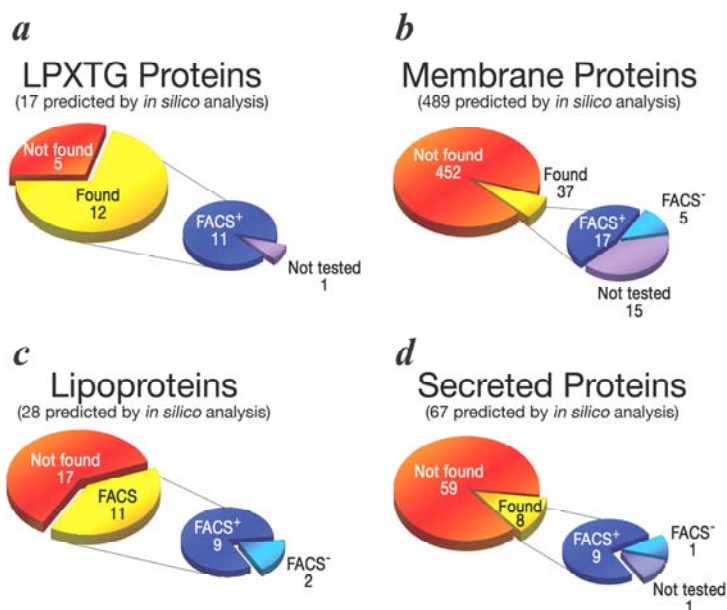 a
LPXTG Proteins
(17 predicted by in silico analysis)
Not found
5
Found
12
FACS+
11
Not tested
1
b
Membrane Proteins
(489 predicted by in silico analysis)
Not found
452
Found
37
FACS+
17
FACS-
5
Not tested
15
c
Lipoproteins
(28 predicted by in silico analysis)
Not found
17
FACS
11
FACS+
9
FACS-
2
d
Secreted Proteins
(67 predicted by in silico analysis)
Not found
59
Found
8
FACS+
9
FACS-
1
Not tested
1